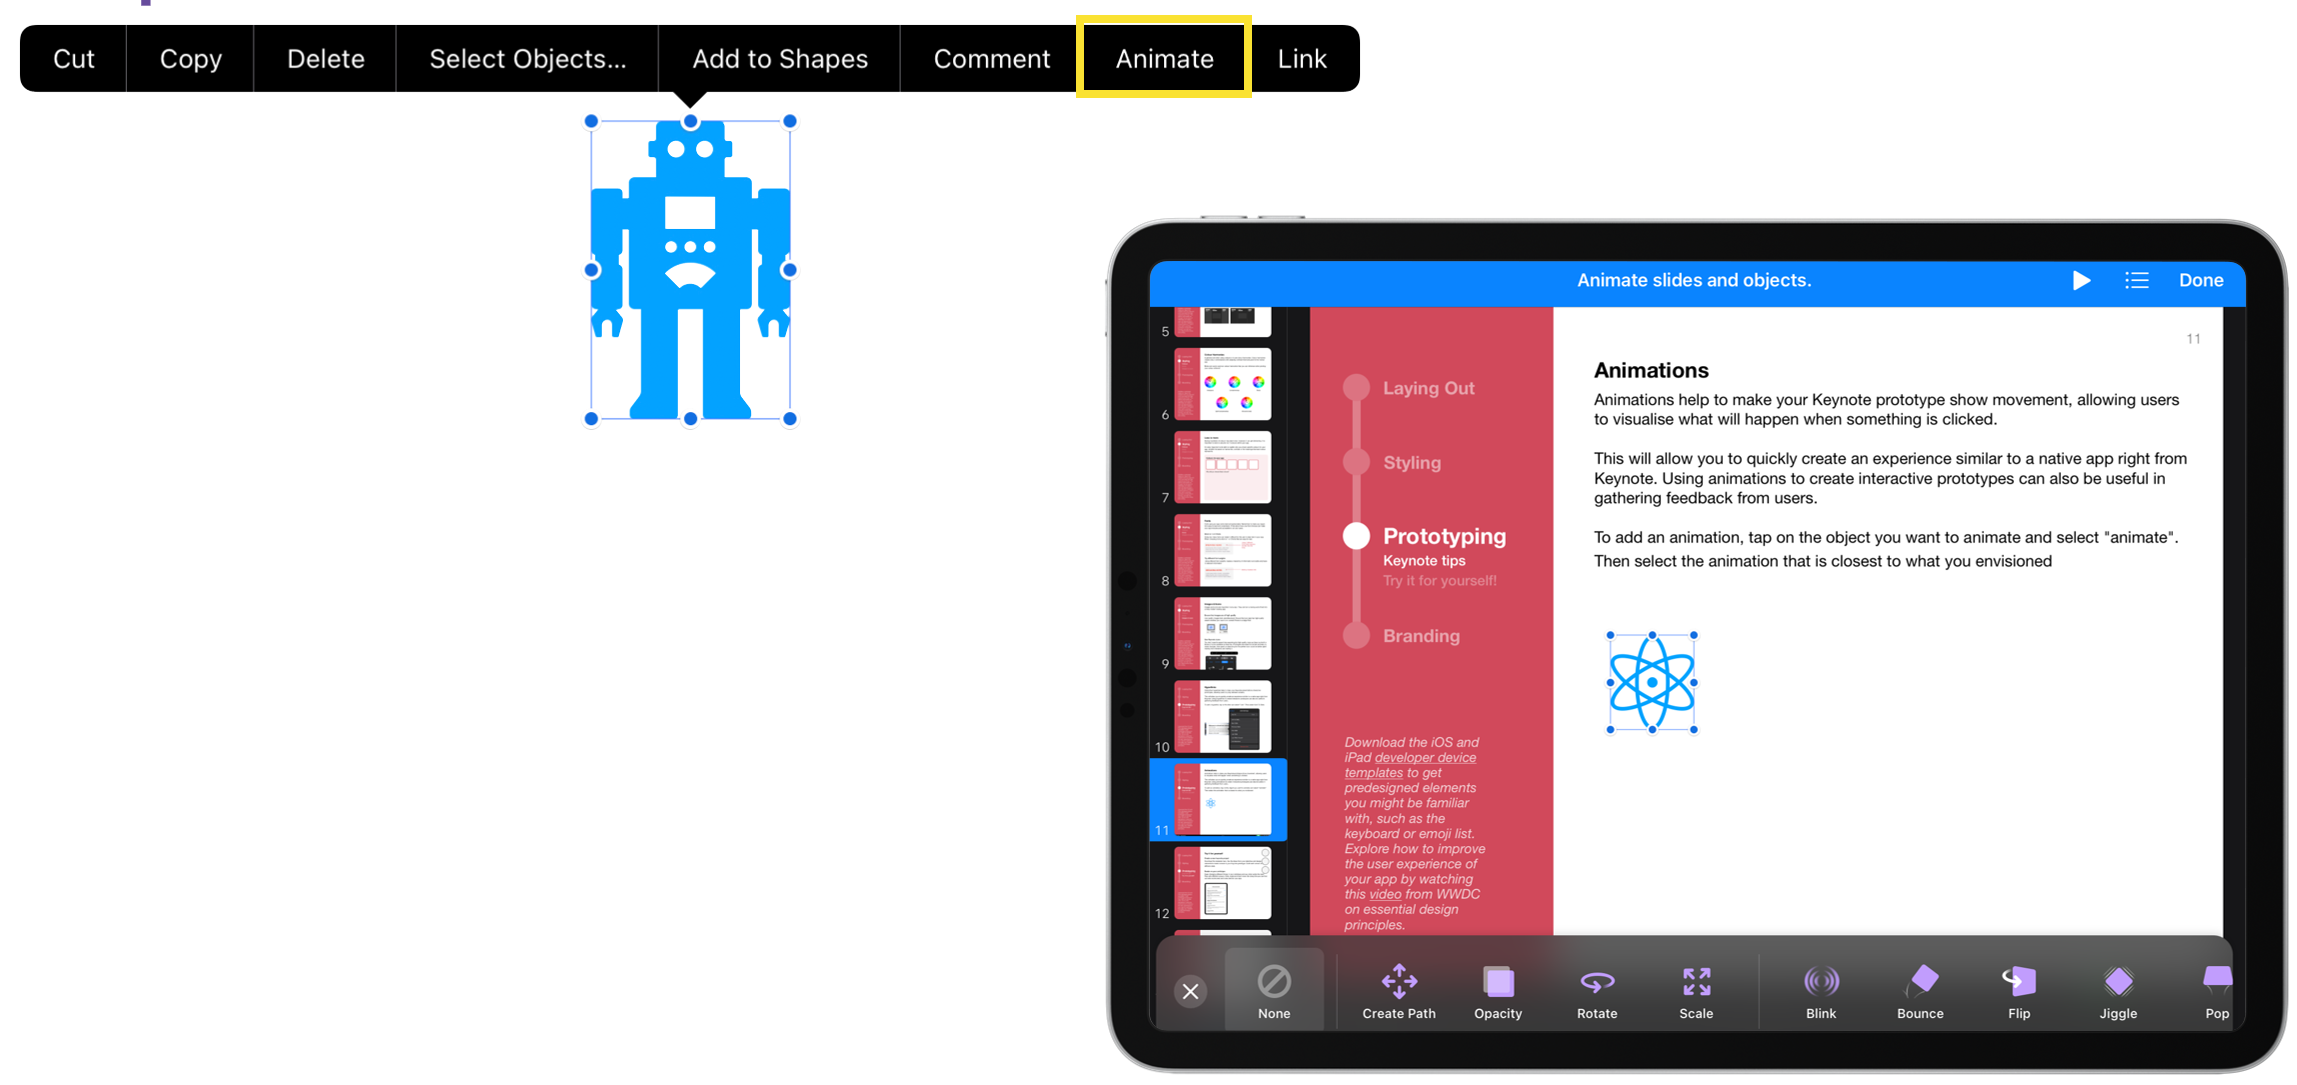 Cut Copy Delete Select Objects... Add to Shapes Comment Animate Link
Animate slides and objects.
Done
5
6
7
8
9
10
11
12
Laying Out
Styling
Prototyping
Keynote tips
Try it for yourself!
Branding
Download the iOS and
iPad developer device
templates to get
predesigned elements
you might be familiar
with, such as the
keyboard or emoji list.
Explore how to improve
the user experience of
your app by watching
this video from WWDC
on essential design
principles.
11
Animations
Animations help to make your Keynote prototype show movement, allowing users
to visualise what will happen when something is clicked.
This will allow you to quickly create an experience similar to a native app right from
Keynote. Using animations to create interactive prototypes can also be useful in
gathering feedback from users.
To add an animation, tap on the object you want to animate and select "animate".
Then select the animation that is closest to what you envisioned
None Create Path Opacity Rotate Scale Blink Bounce Flip Jiggle Pop